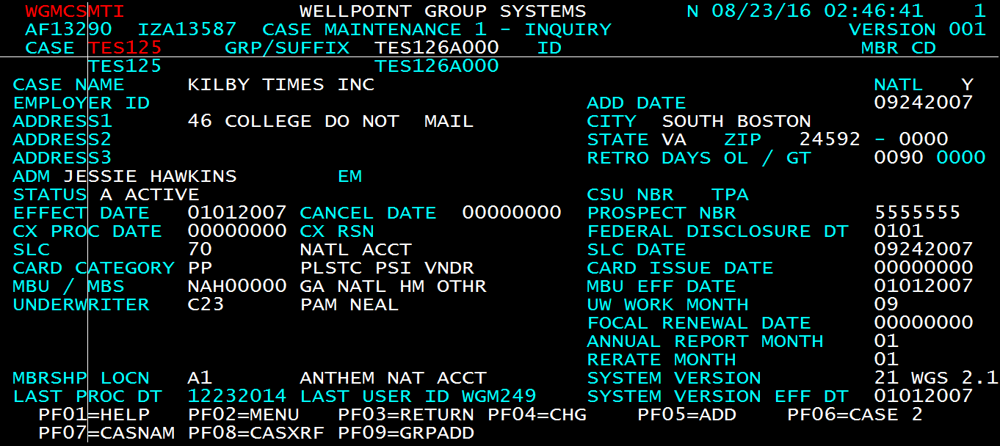 WGMCSMTI WELLPOINT GROUP SYSTEMS N 08/23/16 02:46:41 1
AF13290 IZA13587 CASE MAINTENANCE 1 - INQUIRY VERSION 001
CASE TES125 GRP/SUFFIX TES126A000 ID MBR CD
TES125 TES126A000
CASE NAME KILBY TIMES INC NATL Y
EMPLOYER ID ADD DATE 09242007
ADDRESS1 46 COLLEGE DO NOT MAIL CITY SOUTH BOSTON
ADDRESS2 STATE VA ZIP 24592 - 0000
ADDRESS3 RETRO DAYS OL / GT 0090 0000
ADM JESSIE HAWKINS EM
STATUS A ACTIVE CSU NBR TPA
EFFECT DATE 01012007 CANCEL DATE 00000000 PROSPECT NBR 5555555
CX PROC DATE 00000000 CX RSN FEDERAL DISCLOSURE DT 0101
SLC 70 NATL ACCT SLC DATE 09242007
CARD CATEGORY PP PLSTC PSI VNDR CARD ISSUE DATE 00000000
MBU / MBS NAH00000 GA NATL HM OTHR MBU EFF DATE 01012007
UNDERWRITER C23 PAM NEAL UW WORK MONTH 09
FOCAL RENEWAL DATE 00000000
ANNUAL REPORT MONTH 01
RERATE MONTH 01
MBRSHP LOCN A1 ANTHEM NAT ACCT SYSTEM VERSION 21 WGS 2.1
LAST PROC DT 12232014 LAST USER ID WGM249 SYSTEM VERSION EFF DT 01012007
PF01=HELP PF02=MENU PF03=RETURN PF04=CHG PF05=ADD PF06=CASE 2
PF07=CASNAM PF08=CASXRF PF09=GRPADD